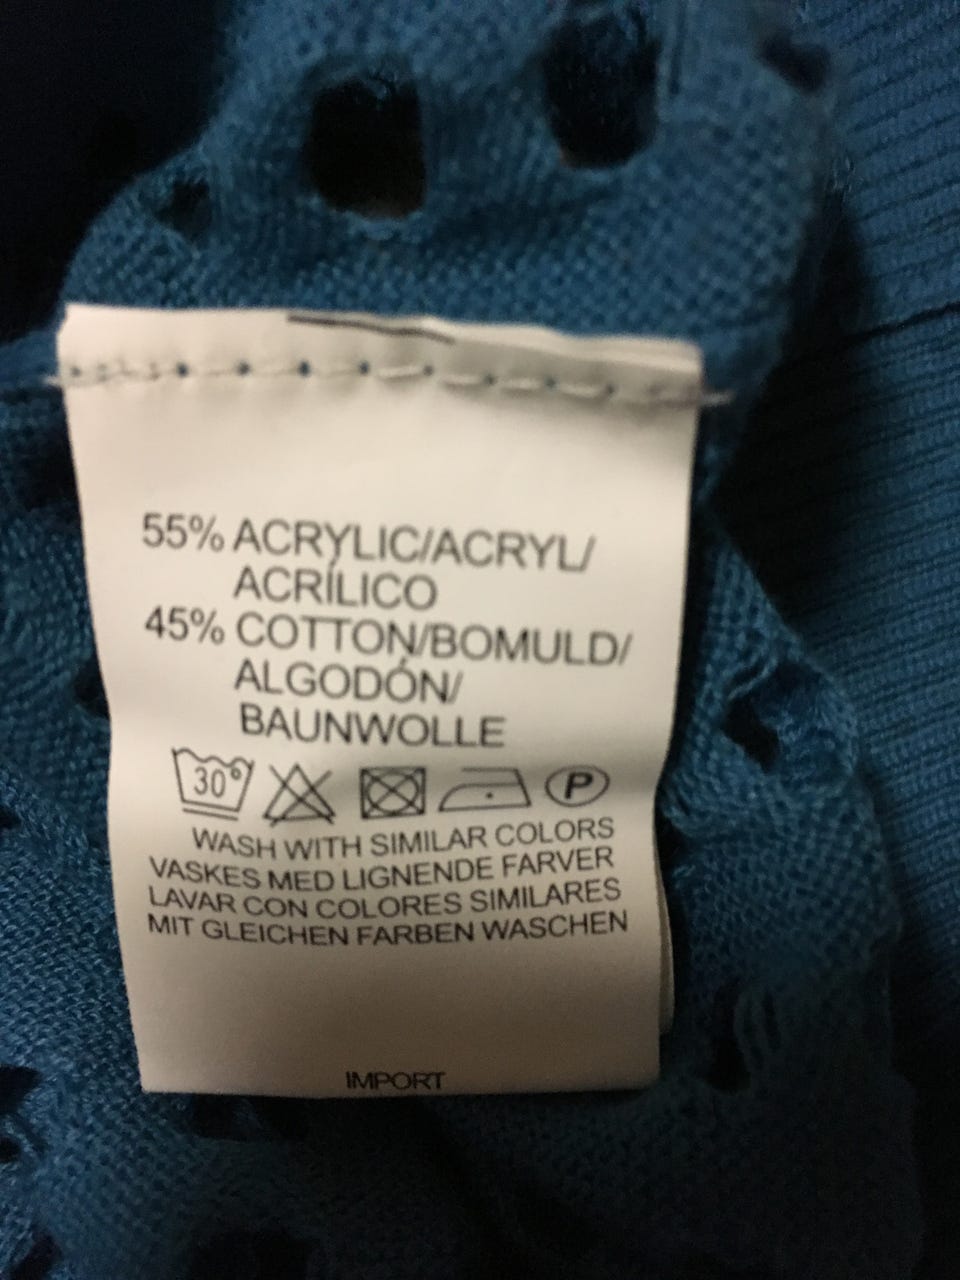 55% ACRYLIC/ACRYL/
ACRÍLICO
45% COTTON/BOMULD/
ALGODÓN/
BAUNWOLLE
30° P
WASH WITH SIMILAR COLORS
VASKES MED LIGNENDE FARVER
LAVAR CON COLORES SIMILARES
MIT GLEICHEN FARBEN WASCHEN
IMPORT